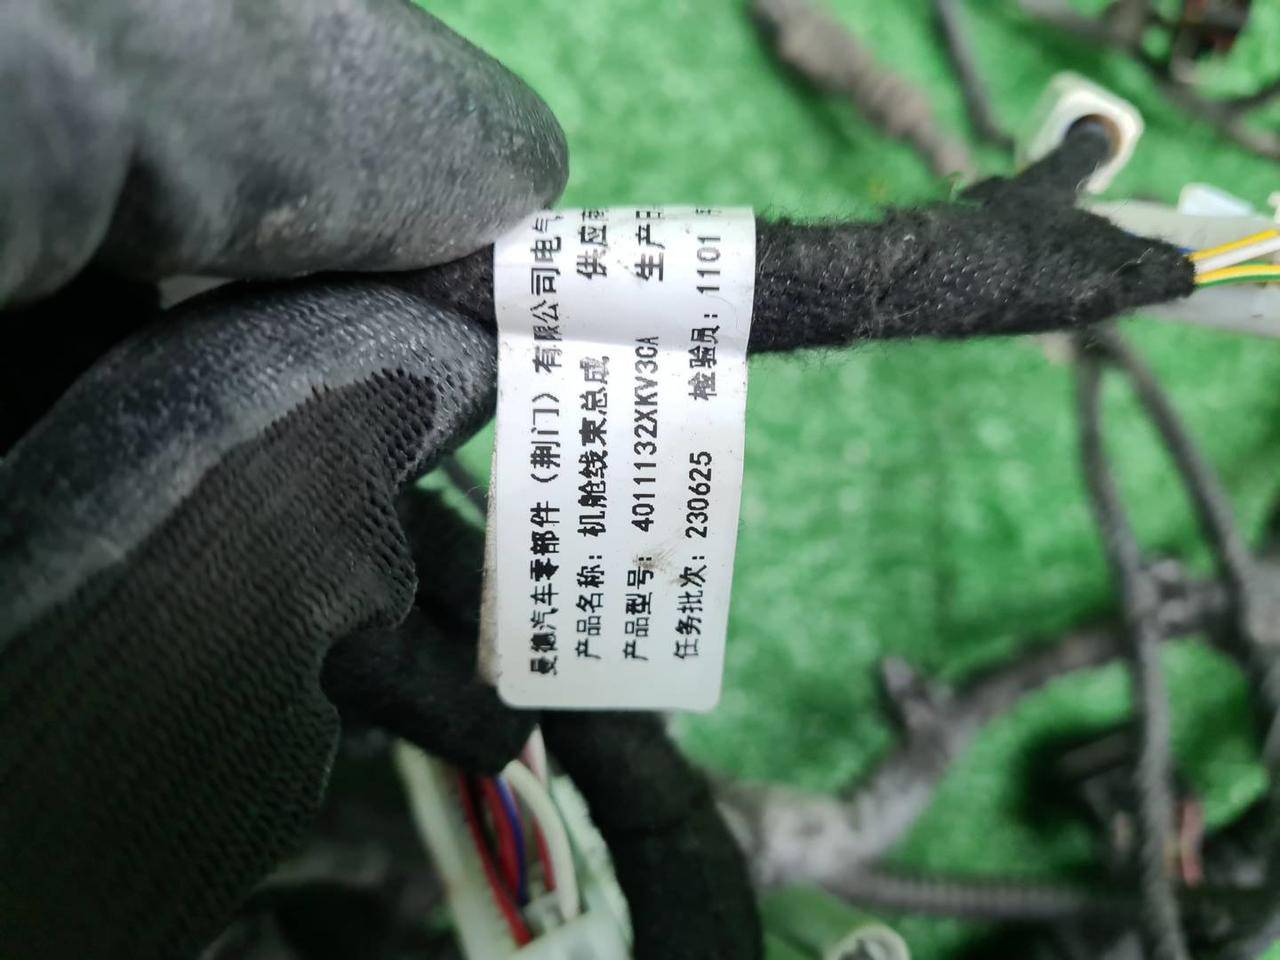 曼德汽车零部件（荆门）有限公司电气
产品名称：机舱线束总成 供应商
产品型号：4011132XKV3CA 生产日
任务批次：230625 检验员：1101